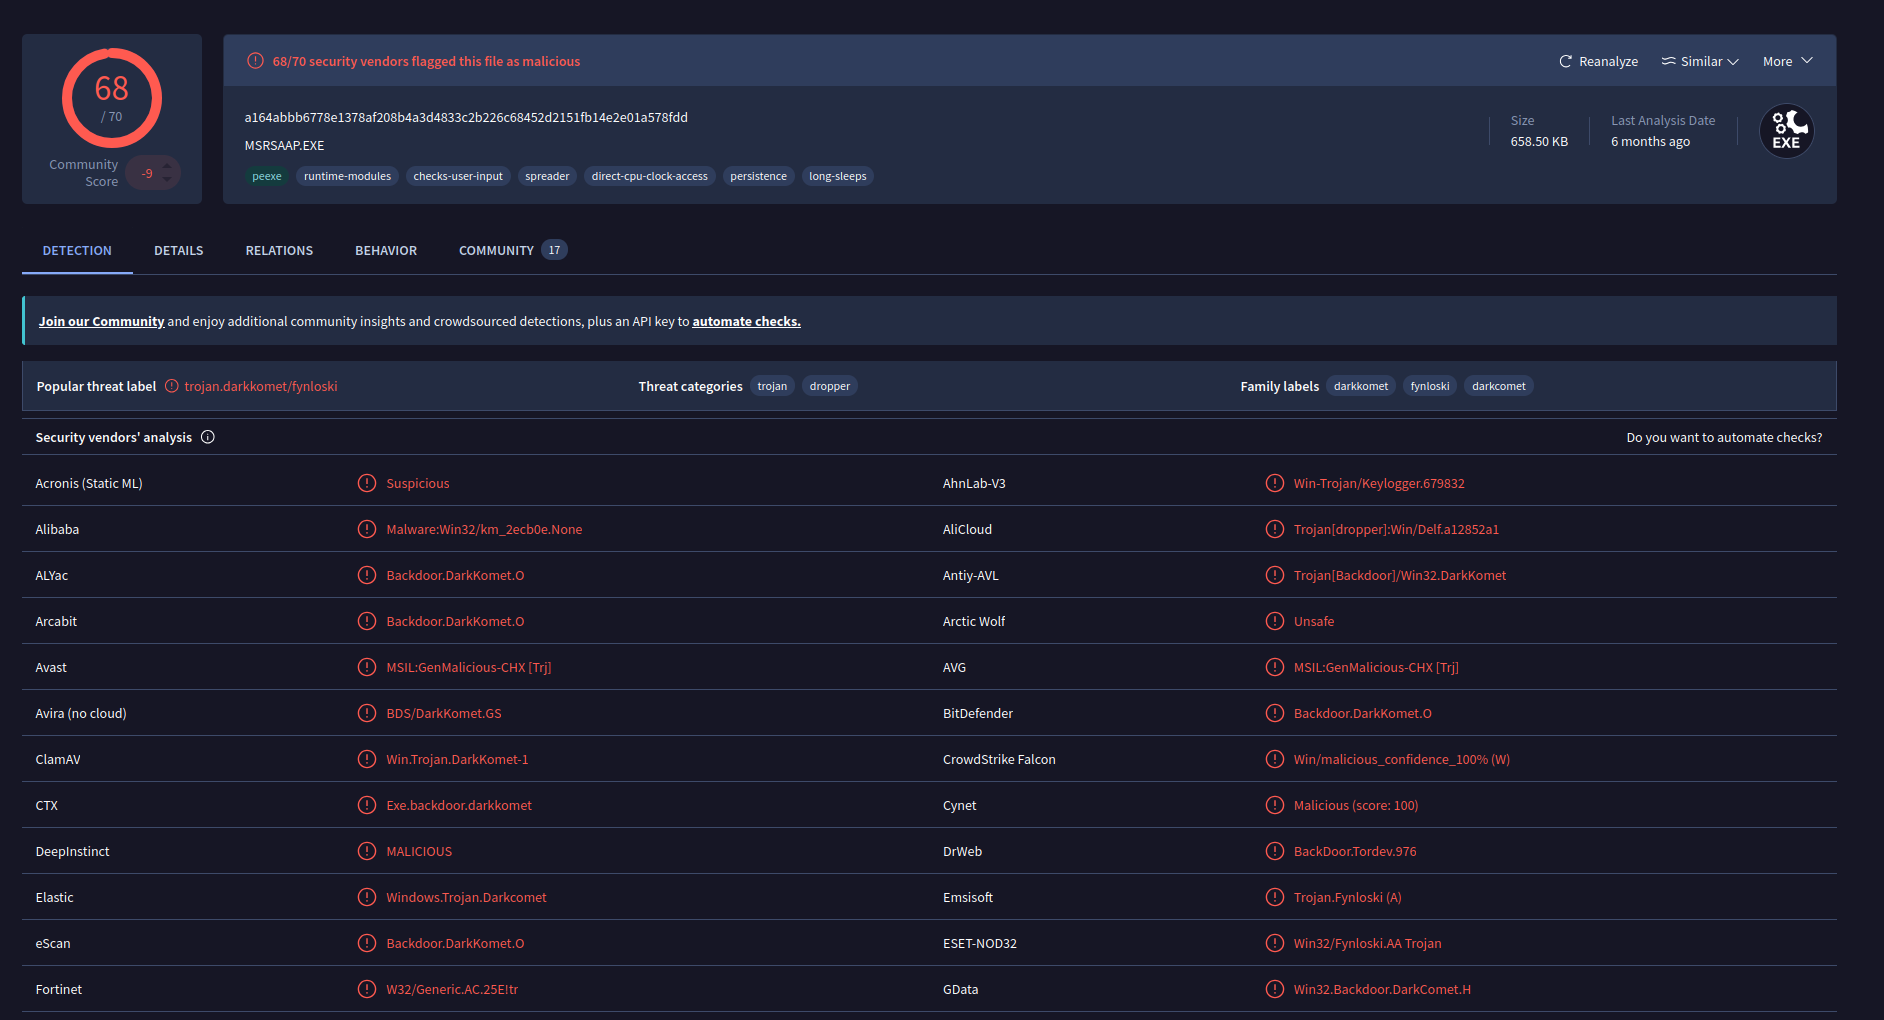 68
/ 70
Community Score
-9
68/70 security vendors flagged this file as malicious
Reanalyze
Similar
More
a164abbb6778e1378af208b4a3d4833c2b226c68452d2151fb14e2e01a578fdd
MSRSAAP.EXE
Size
658.50 KB
Last Analysis Date
6 months ago
EXE
peexe runtime-modules checks-user-input spreader direct-cpu-clock-access persistence long-sleeps
DETECTION DETAILS RELATIONS BEHAVIOR COMMUNITY 17
Join our Community and enjoy additional community insights and crowdsourced detections, plus an API key to automate checks.
Popular threat label trojan.darkkomet/fynloski Threat categories trojan dropper Family labels darkkomet fynloski darkcomet
Security vendors' analysis Do you want to automate checks?
Acronis (Static ML) Suspicious AhnLab-V3 Win-Trojan/Keylogger.679832
Alibaba Malware:Win32/km_2ecb0e.None AliCloud Trojan[dropper]:Win/Delf.a12852a1
ALYac Backdoor.DarkKomet.O Antiy-AVL Trojan[Backdoor]/Win32.DarkKomet
Arcabit Backdoor.DarkKomet.O Arctic Wolf Unsafe
Avast MSIL:GenMalicious-CHX [Trj] AVG MSIL:GenMalicious-CHX [Trj]
Avira (no cloud) BDS/DarkKomet.GS BitDefender Backdoor.DarkKomet.O
ClamAV Win.Trojan.DarkKomet-1 CrowdStrike Falcon Win/malicious_confidence_100% (W)
CTX Exe.backdoor.darkkomet Cynet Malicious (score: 100)
DeepInstinct MALICIOUS DrWeb BackDoor.Tordev.976
Elastic Windows.Trojan.Darkcomet Emsisoft Trojan.Fynloski (A)
eScan Backdoor.DarkKomet.O ESET-NOD32 Win32/Fynloski.AA Trojan
Fortinet W32/Generic.AC.25E!tr GData Win32.Backdoor.DarkComet.H